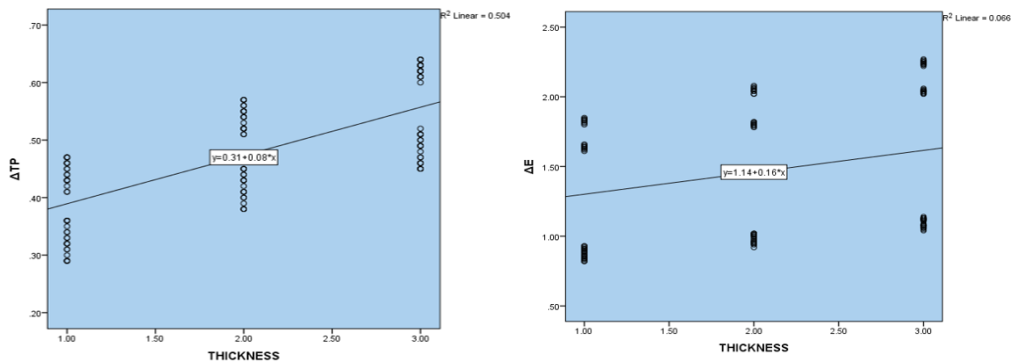 R² Linear = 0.504
.70
.60
.50
.40
.30
.20
ΔTP
y=0.31+0.08*x
1.00 1.50 2.00 2.50 3.00
THICKNESS
R² Linear = 0.066
2.50
2.00
1.50
1.00
.50
ΔE
y=1.14+0.16*x
1.00 1.50 2.00 2.50 3.00
THICKNESS